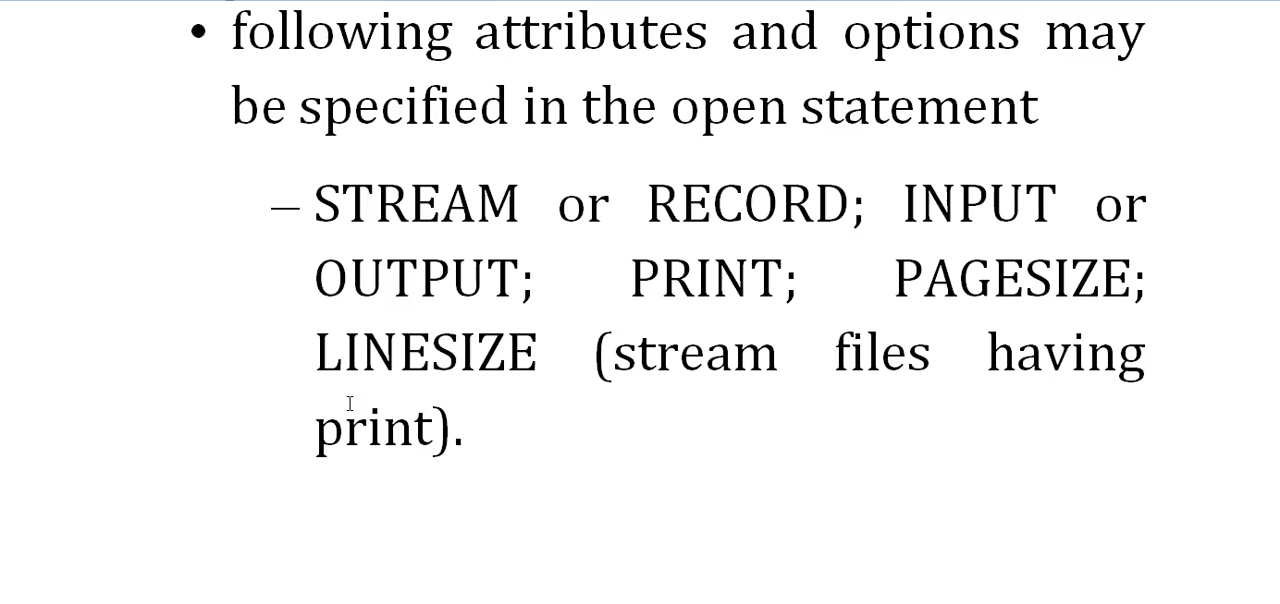 • following attributes and options may
be specified in the open statement
– STREAM or RECORD; INPUT or
OUTPUT; PRINT; PAGESIZE;
LINESIZE (stream files having
print).